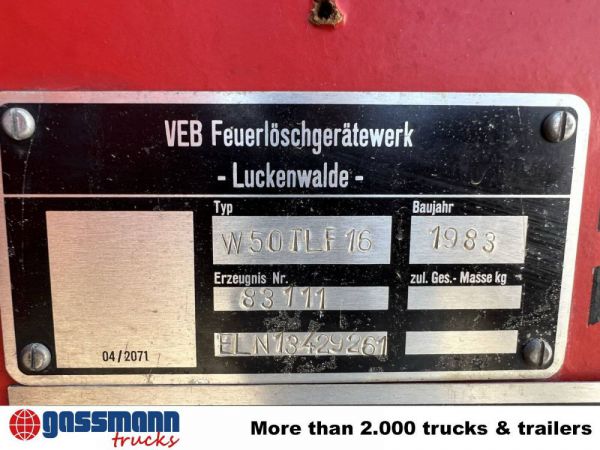 VEB Feuerlöschgerätewerk
- Luckenwalde -
Typ
W50TLF16
Baujahr
1983
Erzeugnis Nr.
83111
zul. Ges.- Masse kg
ELN13429261
04/2071
gassmann
trucks
More than 2.000 trucks & trailers